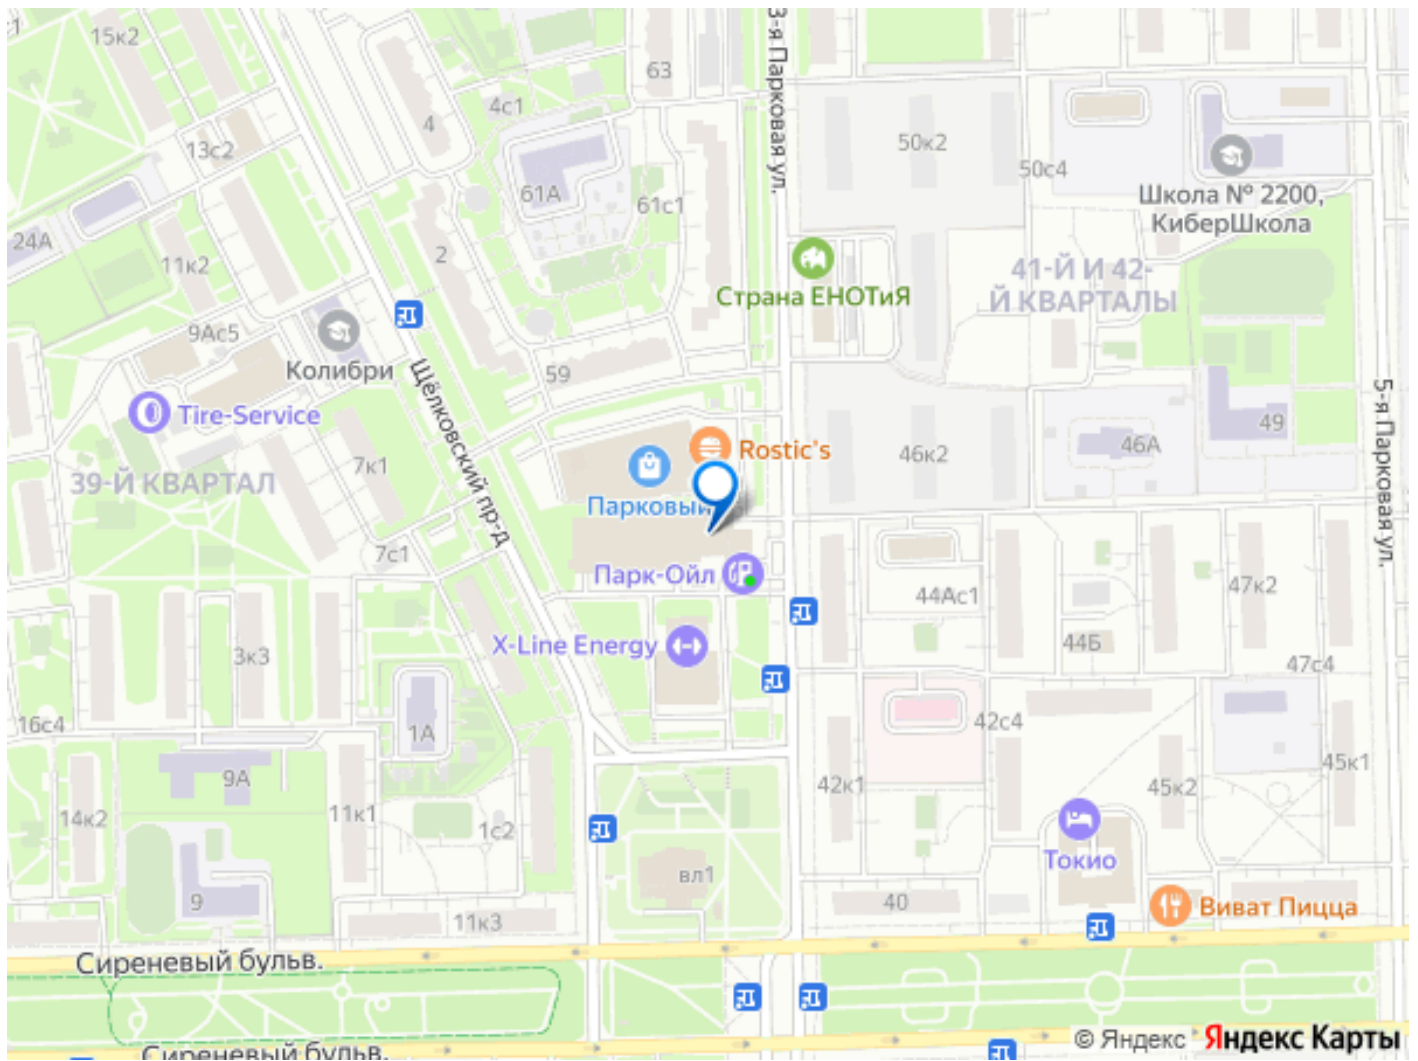 15к2
63
4с1
4
13с2
3-я Парковая ул.
50к2
50с4
Школа № 2200,
КиберШкола
61А
61с1
24А
11к2
2
41-Й И 42-
Й КВАРТАЛЫ
Страна ЕНОТиЯ
9Ас5
Колибри
59
Щёлковский пр-д
5-я Парковая ул.
Tire-Service
49
46А
46к2
Rostic's
7к1
39-Й КВАРТАЛ
Парковый
7с1
Парк-Ойл
44Ас1
47к2
X-Line Energy
3к3
44Б
47с4
16с4
1А
42с4
9А
42к1
45к2
45к1
14к2
11к1
1с2
Токио
вл1
9
11к3
40
Виват Пицца
Сиреневый бульв.
© Яндекс Яндекс Карты
Сиреневый бульв.